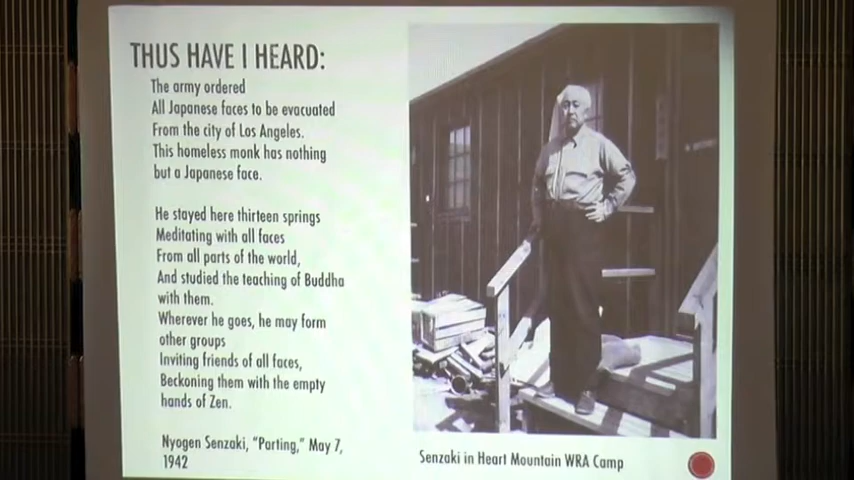 THUS HAVE I HEARD:
The army ordered
All Japanese faces to be evacuated
From the city of Los Angeles.
This homeless monk has nothing
but a Japanese face.
He stayed here thirteen springs
Meditating with all faces
From all parts of the world,
And studied the teaching of Buddha
with them.
Wherever he goes, he may form
other groups
Inviting friends of all faces,
Beckoning them with the empty
hands of Zen.
Nyogen Senzaki, "Parting," May 7,
1942
Senzaki in Heart Mountain WRA Camp